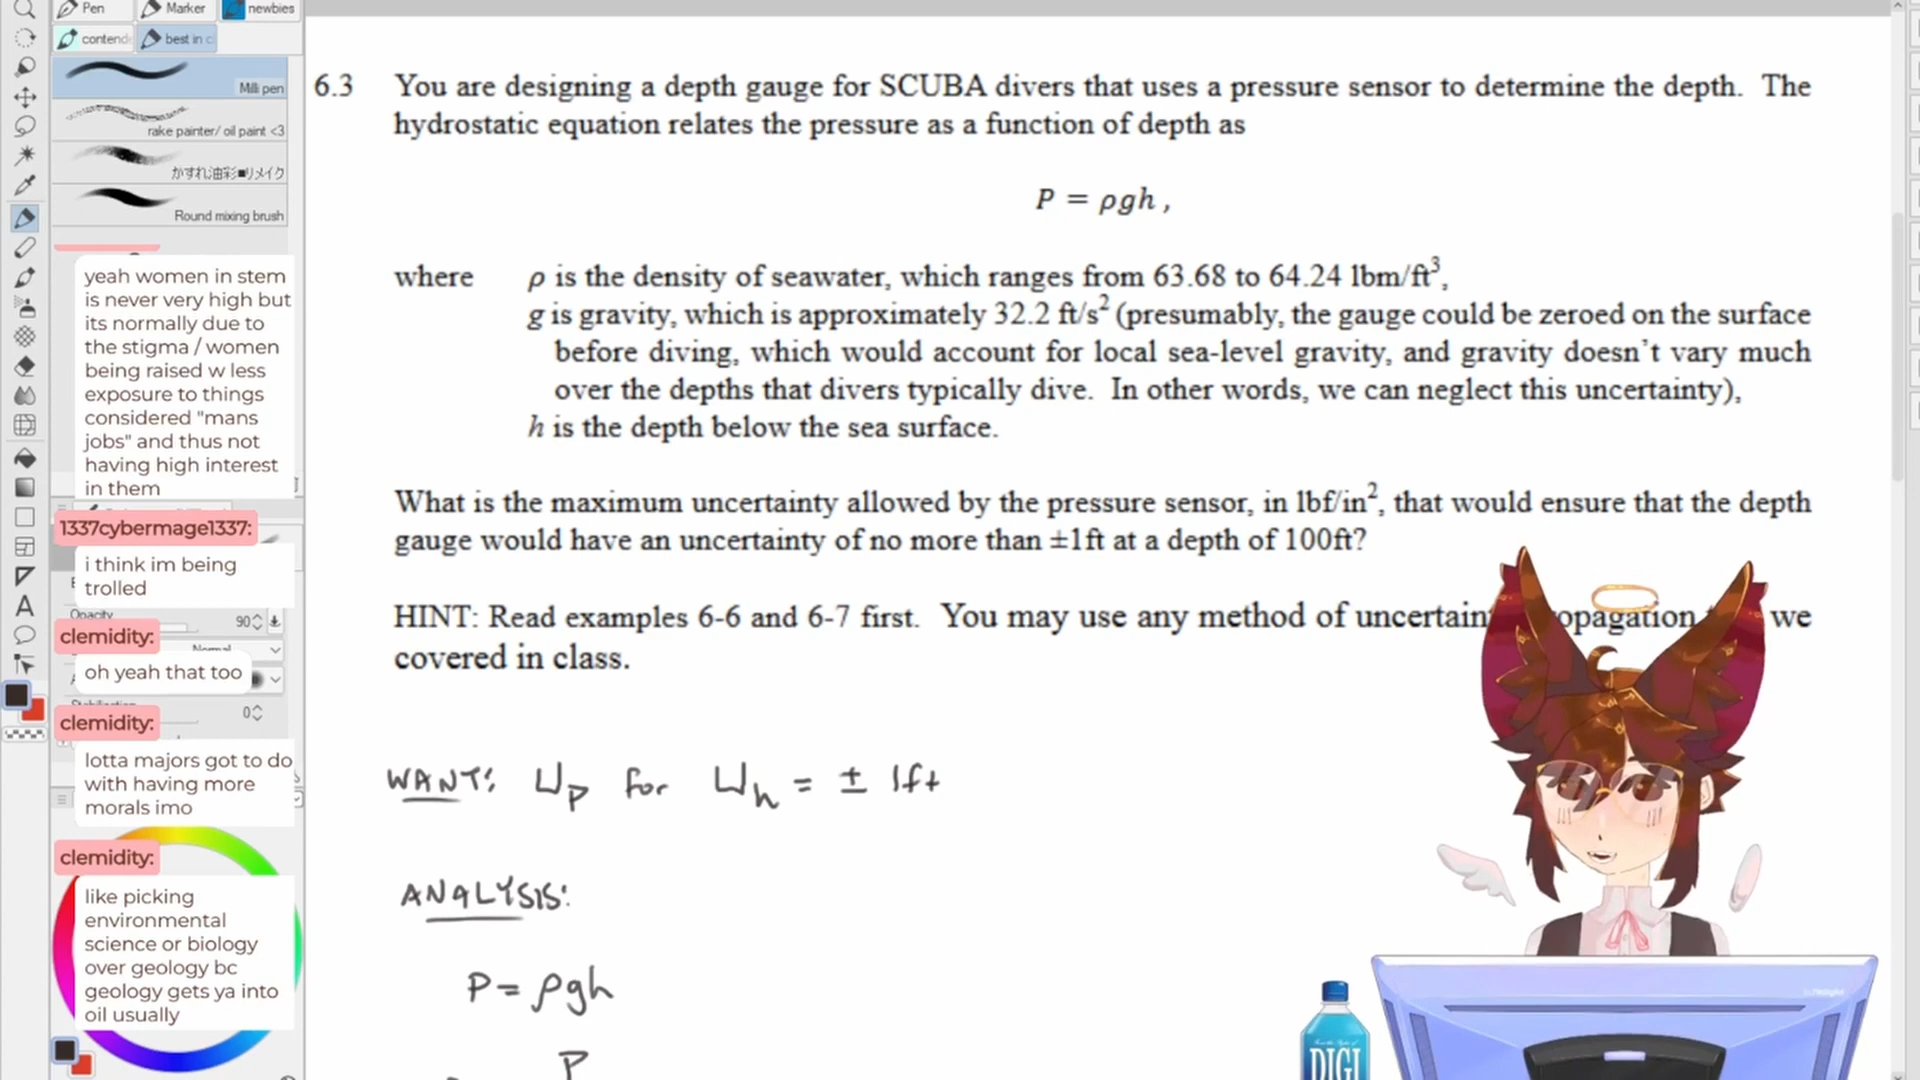 Pen
Marker
newbies
contend
best in c
Milli pen
rake painter/ oil paint <3
かすれ油彩■リメイク
Round mixing brush
yeah women in stem
is never very high but
its normally due to
the stigma / women
being raised w less
exposure to things
considered "mans
jobs" and thus not
having high interest
in them
1337cybermage1337:
i think im being
trolled
Opacity
90
clemidity:
Normal
oh yeah that too
0
clemidity:
lotta majors got to do
with having more
morals imo
clemidity:
like picking
environmental
science or biology
over geology bc
geology gets ya into
oil usually
6.3 You are designing a depth gauge for SCUBA divers that uses a pressure sensor to determine the depth. The
hydrostatic equation relates the pressure as a function of depth as
P = ρgh ,
where ρ is the density of seawater, which ranges from 63.68 to 64.24 lbm/ft³,
g is gravity, which is approximately 32.2 ft/s² (presumably, the gauge could be zeroed on the surface
before diving, which would account for local sea-level gravity, and gravity doesn't vary much
over the depths that divers typically dive. In other words, we can neglect this uncertainty),
h is the depth below the sea surface.
What is the maximum uncertainty allowed by the pressure sensor, in lbf/in², that would ensure that the depth
gauge would have an uncertainty of no more than ±1ft at a depth of 100ft?
HINT: Read examples 6-6 and 6-7 first. You may use any method of uncertain opagation we
covered in class.
WANT: U_P for U_h = ± 1ft
ANALYSIS:
P = ρgh
P
DIGI